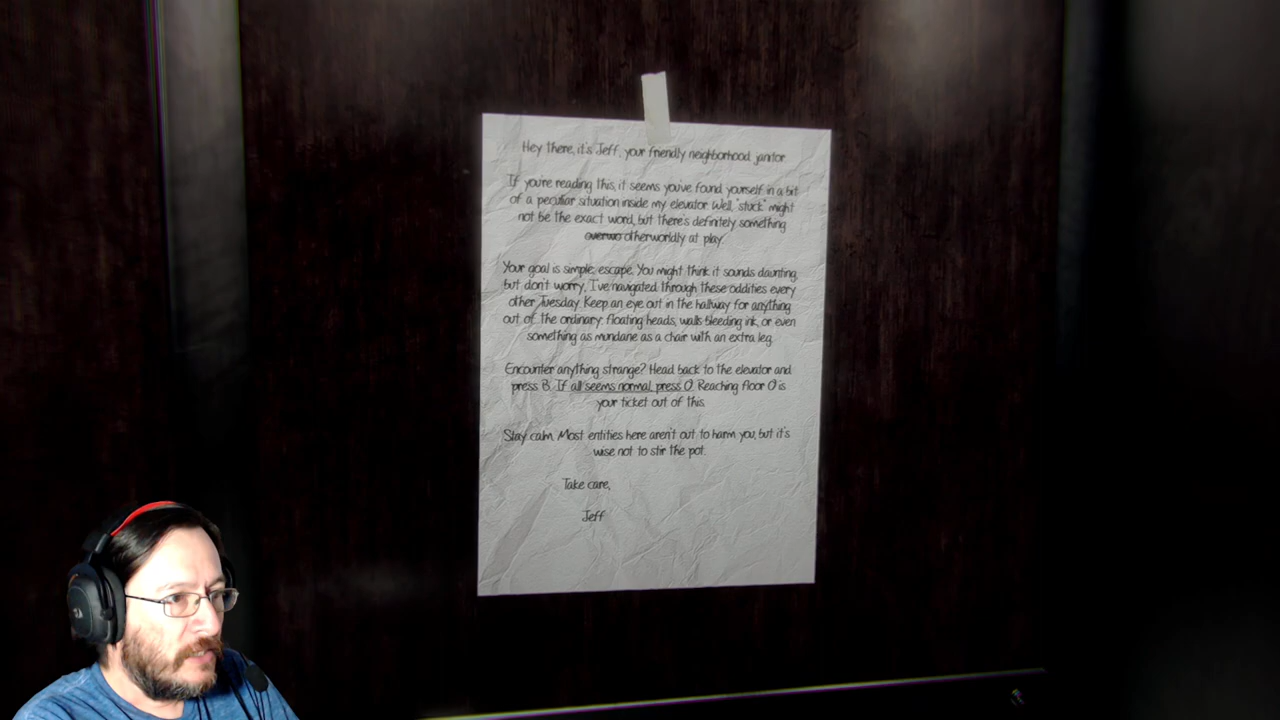 Hey there, it's Jeff, your friendly neighborhood janitor
If you're reading this, it seems you've found yourself in a bit
of a peculiar situation inside my elevator. Well, "stuck" might
not be the exact word, but there's definitely something
overwo otherworldly at play.
Your goal is simple: escape. You might think it sounds daunting,
but don't worry, I've navigated through these oddities every
other Tuesday. Keep an eye out in the hallway for anything
out of the ordinary: floating heads, walls bleeding ink, or even
something as mundane as a chair with an extra leg.
Encounter anything strange? Head back to the elevator and
press B. If all seems normal, press O. Reaching floor O is
your ticket out of this.
Stay calm. Most entities here aren't out to harm you, but it's
wise not to stir the pot.
Take care,
Jeff